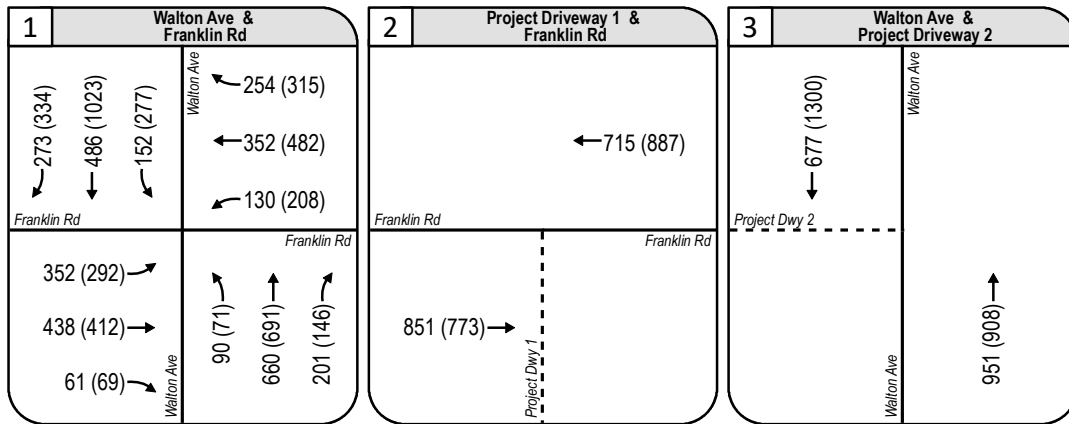 1
Walton Ave &
Franklin Rd
273 (334)
486 (1023)
152 (277)
Walton Ave
254 (315)
352 (482)
130 (208)
Franklin Rd
Franklin Rd
352 (292)
438 (412)
61 (69)
Walton Ave
90 (71)
660 (691)
201 (146)
2
Project Driveway 1 &
Franklin Rd
715 (887)
Franklin Rd
Franklin Rd
851 (773)
Project Dwy 1
3
Walton Ave &
Project Driveway 2
677 (1300)
Walton Ave
Project Dwy 2
Walton Ave
951 (908)